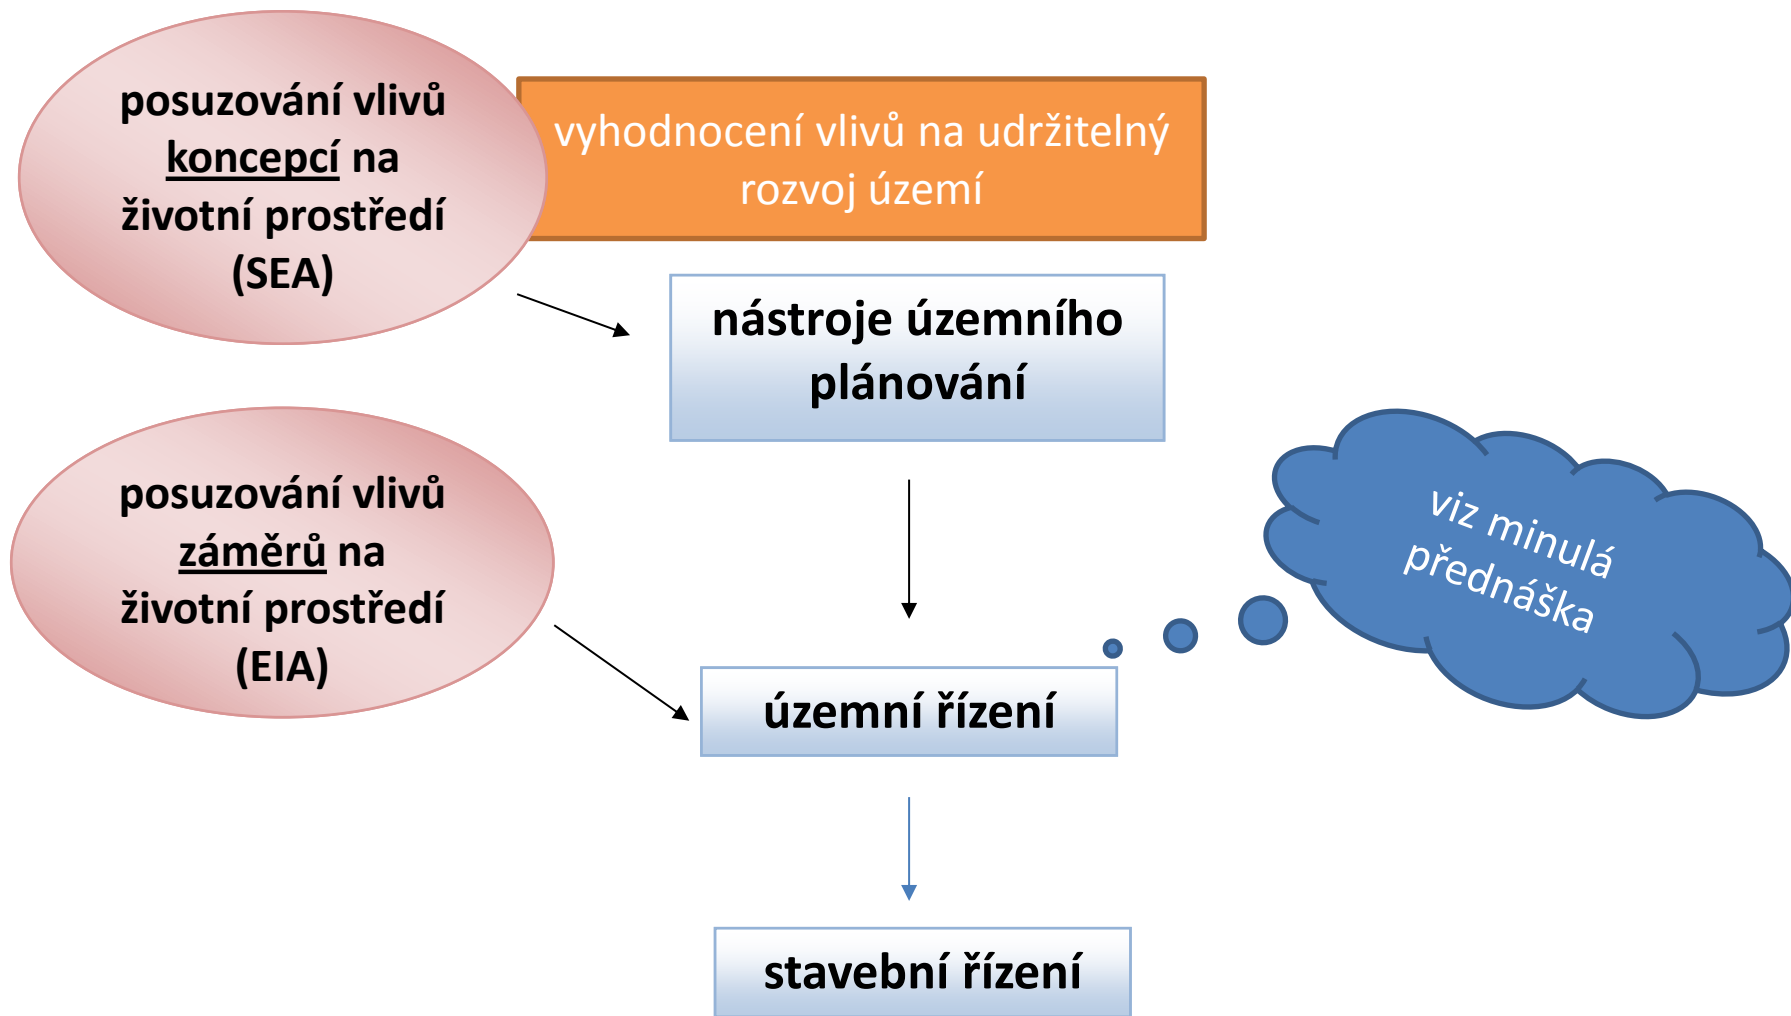 posuzování vlivů
koncepcí na
životní prostředí
(SEA)
vyhodnocení vlivů na udržitelný
rozvoj území
nástroje územního
plánování
posuzování vlivů
záměrů na
životní prostředí
(EIA)
viz minulá
přednáška
územní řízení
stavební řízení